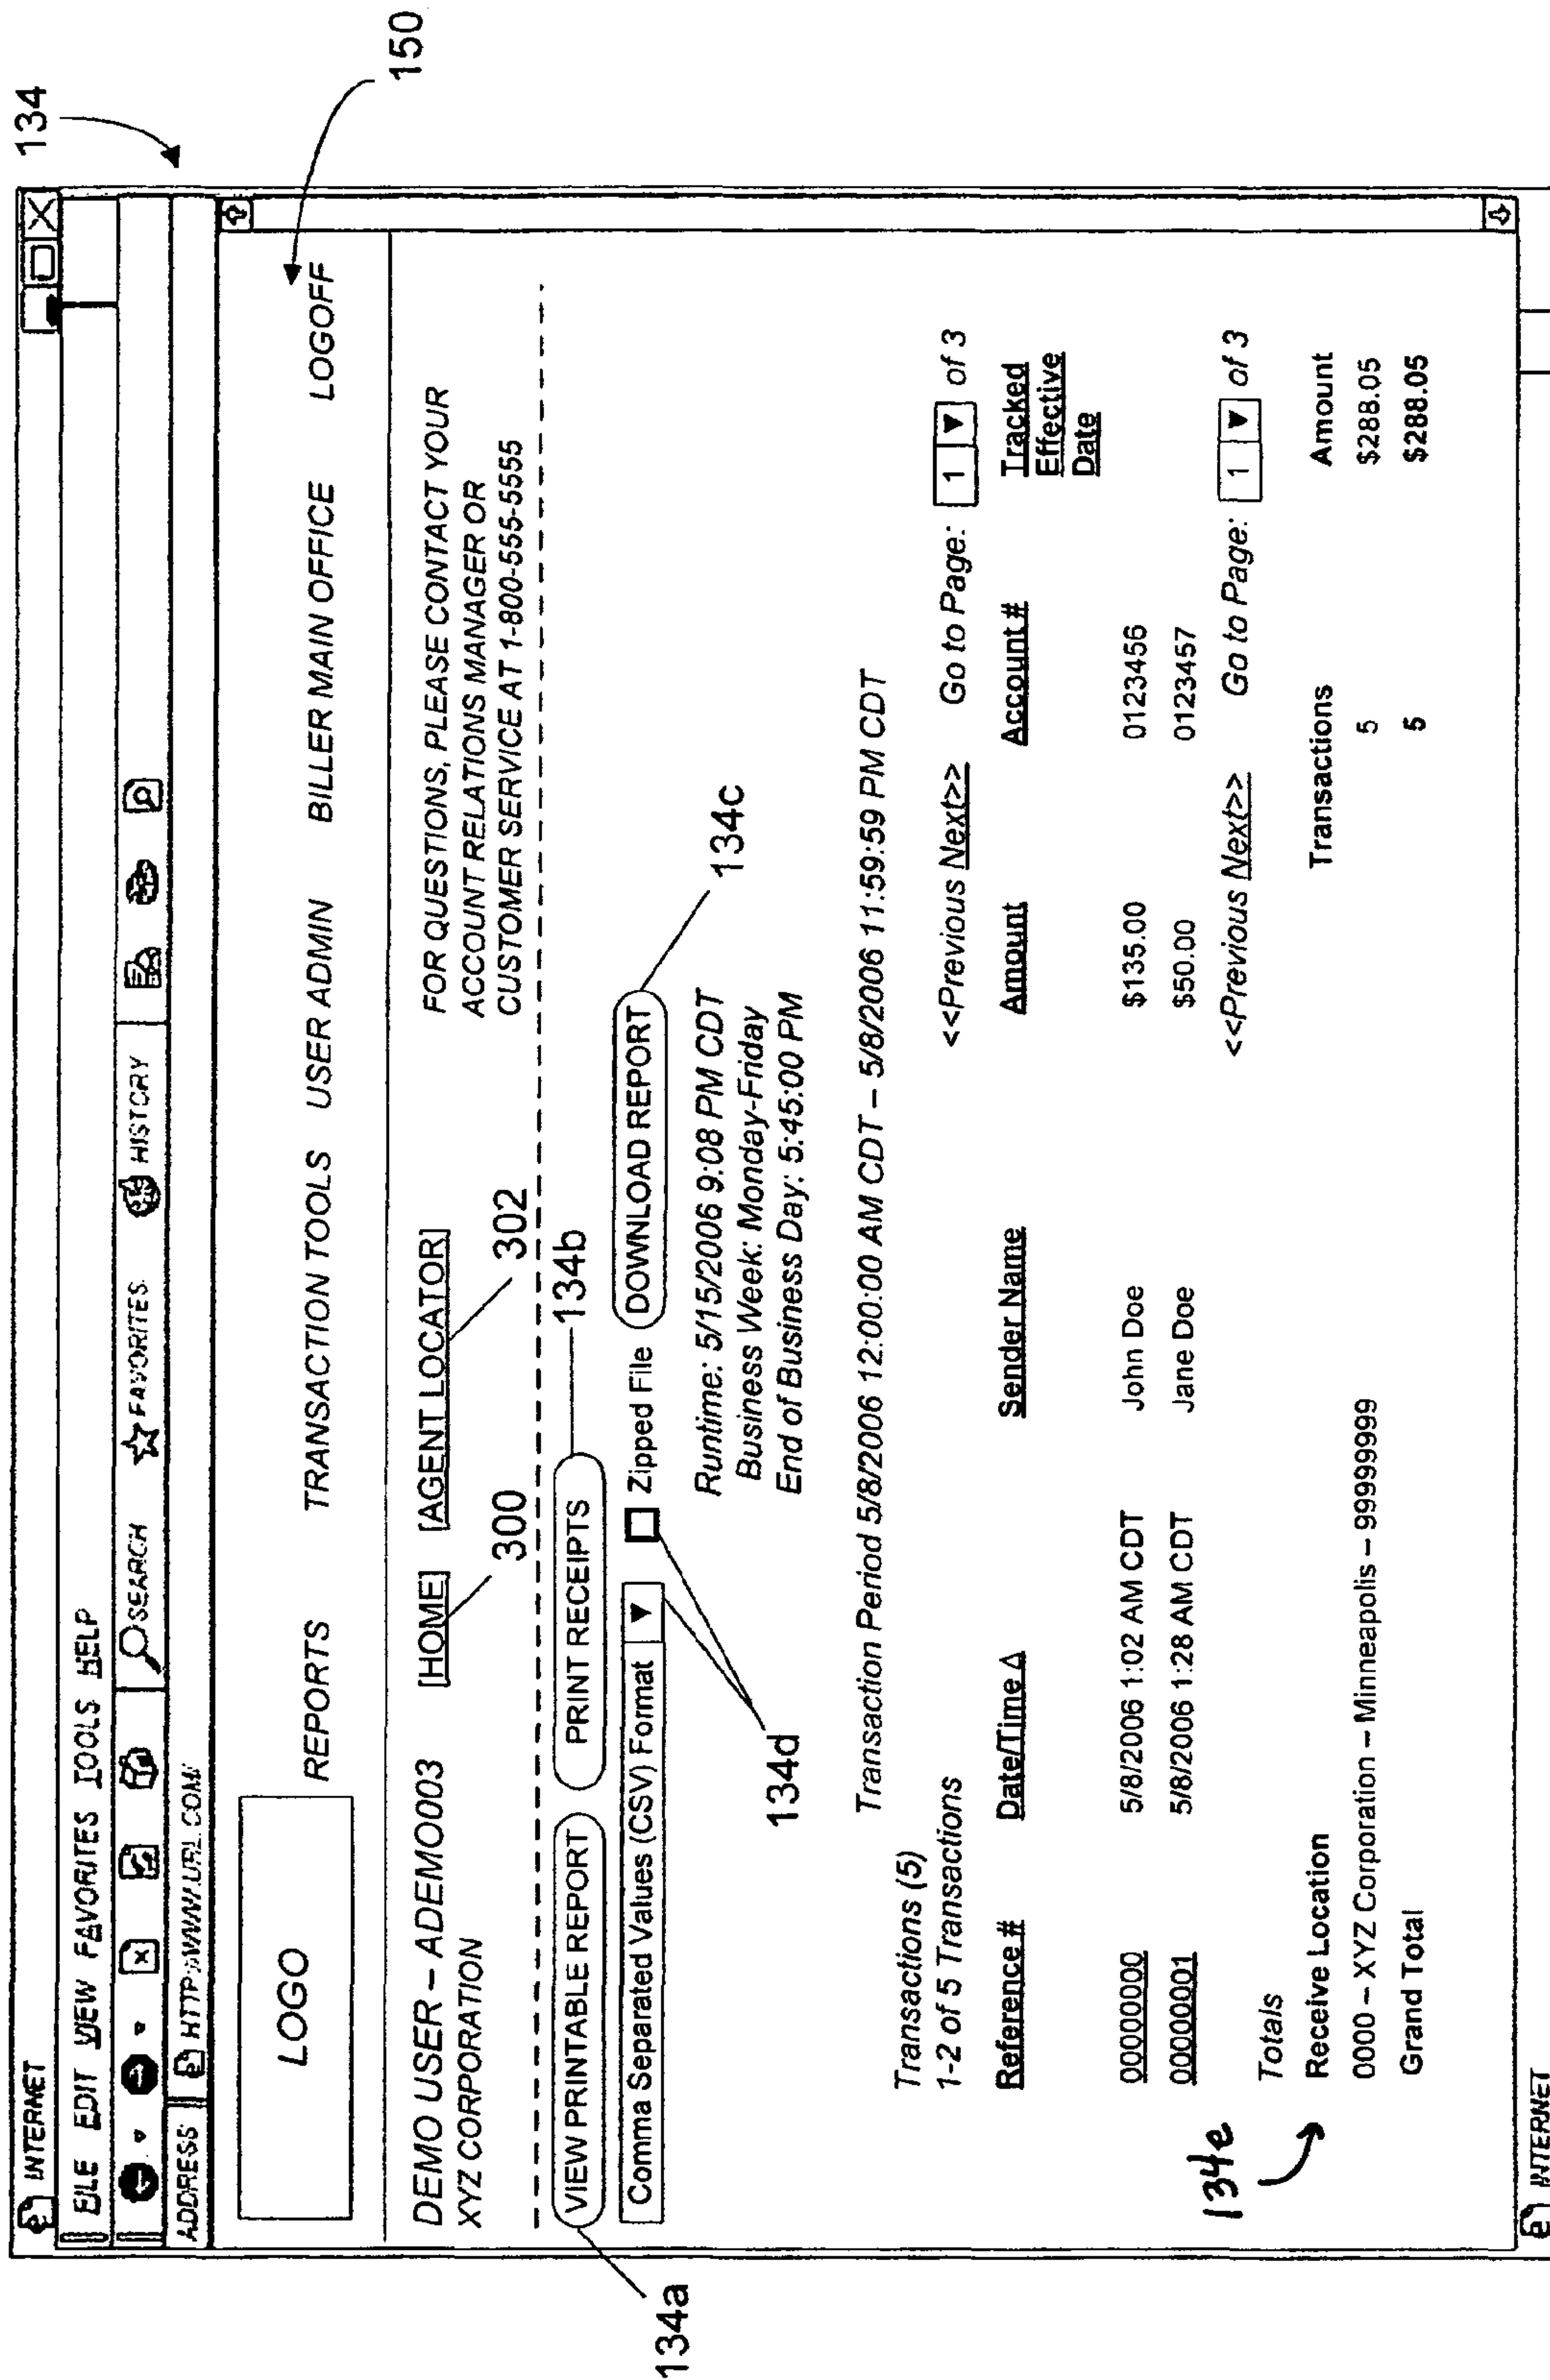 134
INTERNET
FILE EDIT VIEW FAVORITES TOOLS HELP
SEARCH FAVORITES HISTORY
ADDRESS HTTP://WWW.URL.COM/
150
LOGO
REPORTS TRANSACTION TOOLS USER ADMIN BILLER MAIN OFFICE LOGOFF
DEMO USER – ADEMO003 [HOME] [AGENT LOCATOR] FOR QUESTIONS, PLEASE CONTACT YOUR
XYZ CORPORATION ACCOUNT RELATIONS MANAGER OR
300 302 CUSTOMER SERVICE AT 1-800-555-5555
134a VIEW PRINTABLE REPORT PRINT RECEIPTS 134b
Comma Separated Values (CSV) Format ▼ Zipped File DOWNLOAD REPORT 134c
134d
Runtime: 5/15/2006 9:08 PM CDT
Business Week: Monday-Friday
End of Business Day: 5:45:00 PM
Transaction Period 5/8/2006 12:00:00 AM CDT – 5/8/2006 11:59:59 PM CDT
Transactions (5)
1-2 of 5 Transactions <<Previous Next>> Go to Page: 1 ▼ of 3
Reference # Date/Time Δ Sender Name Amount Account # Tracked
Effective
Date
00000000 5/8/2006 1:02 AM CDT John Doe $135.00 0123456
00000001 5/8/2006 1:28 AM CDT Jane Doe $50.00 0123457
134e
<<Previous Next>> Go to Page: 1 ▼ of 3
Totals
Receive Location Transactions Amount
0000 – XYZ Corporation – Minneapolis – 99999999 5 $288.05
Grand Total 5 $288.05
INTERNET